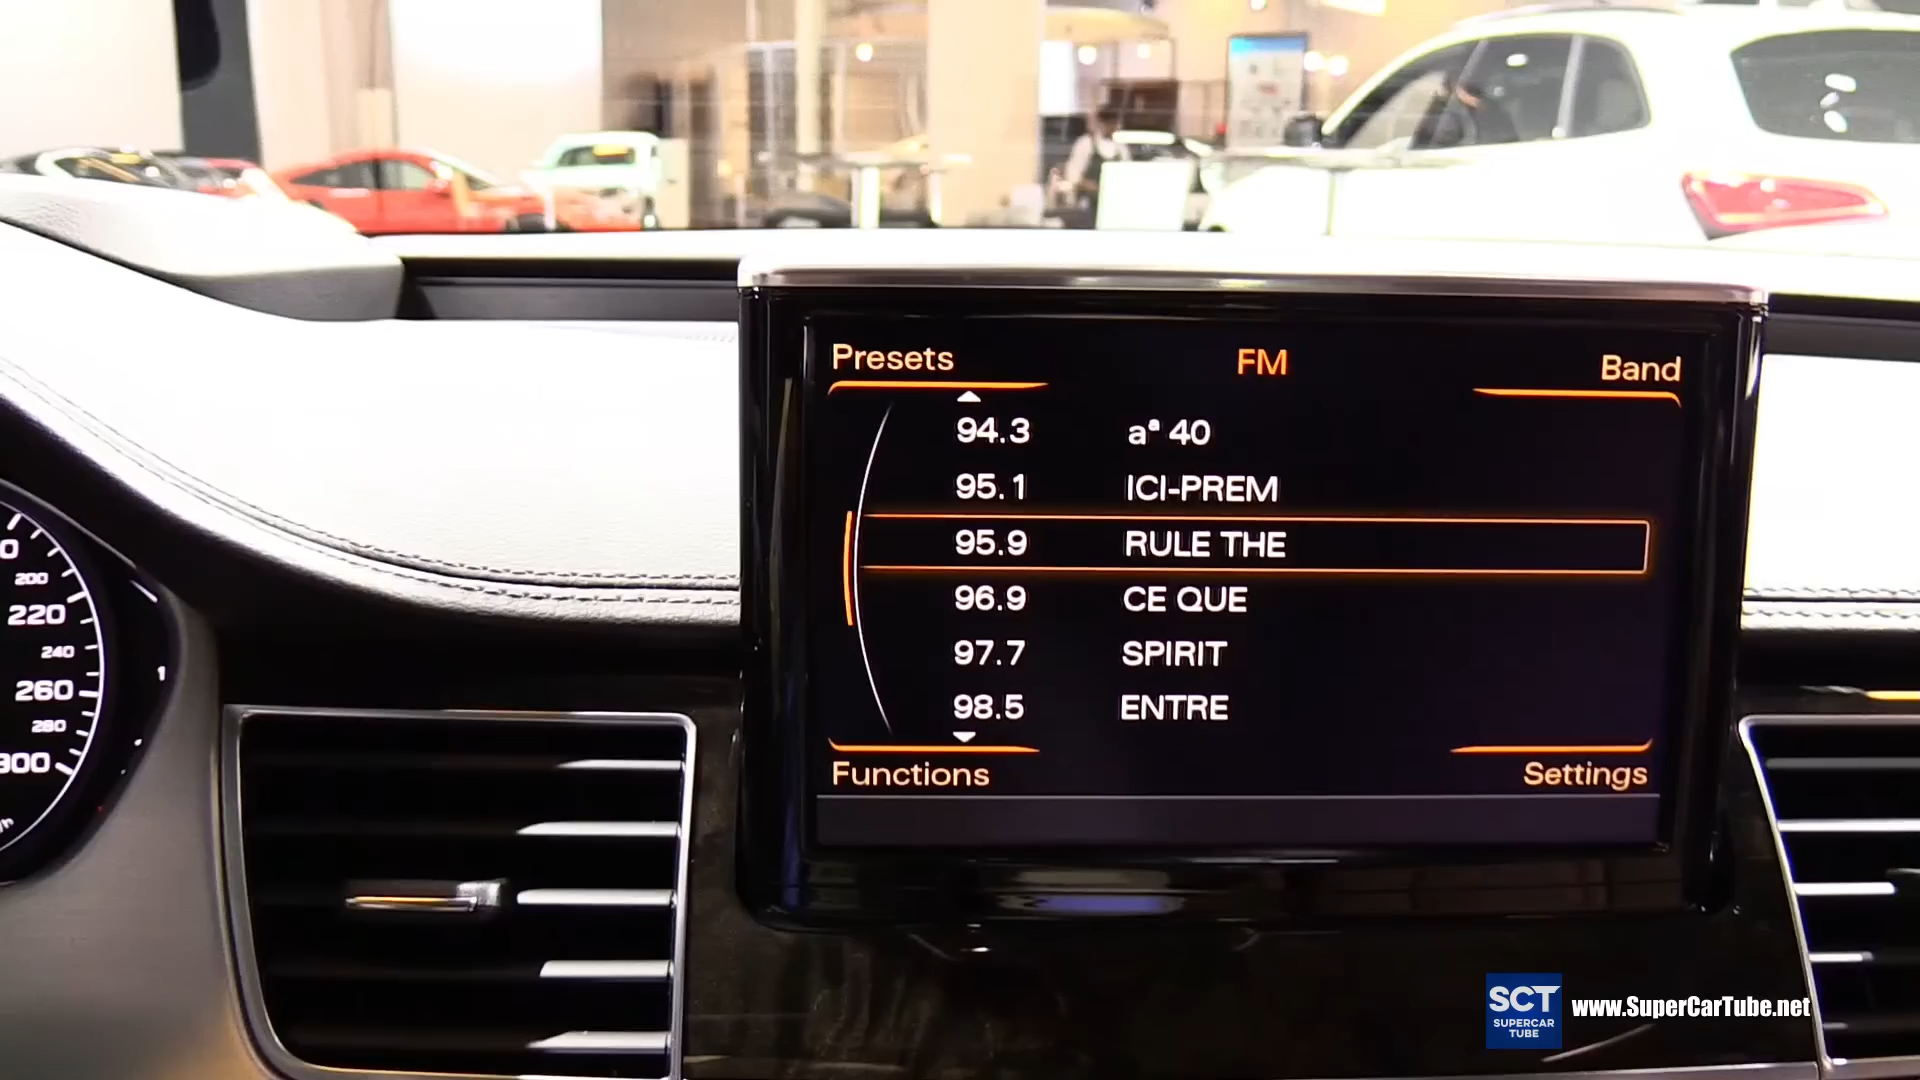 Presets
FM
Band
94.3 aª 40
95.1 ICI-PREM
95.9 RULE THE
96.9 CE QUE
97.7 SPIRIT
98.5 ENTRE
Functions
Settings
200
220
240
260
280
300
1
SCT
SUPERCAR
TUBE
www.SuperCarTube.net